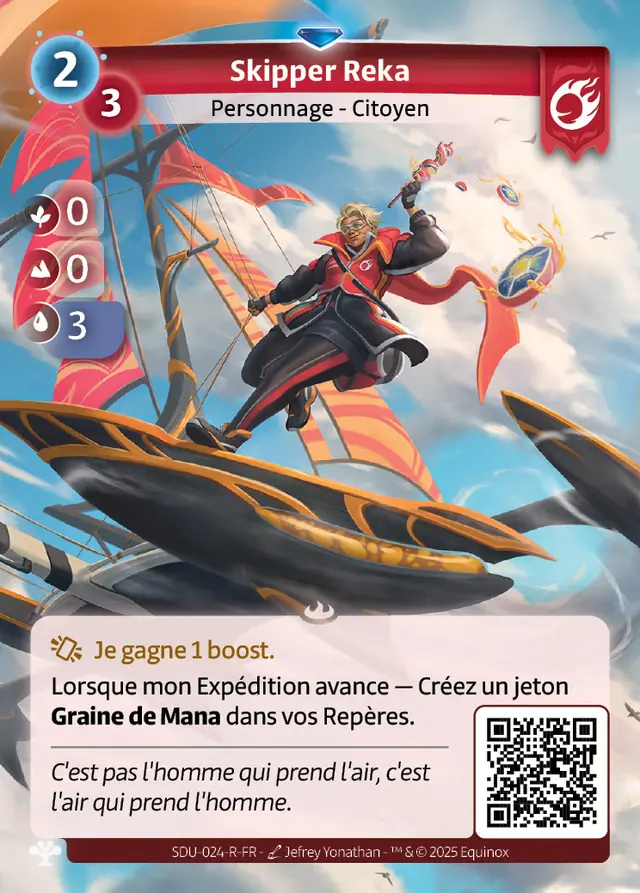 2
Skipper Reka
3
Personnage - Citoyen
0
0
3
Je gagne 1 boost.
Lorsque mon Expédition avance — Créez un jeton
Graine de Mana dans vos Repères.
C'est pas l'homme qui prend l'air, c'est
l'air qui prend l'homme.
SDU-024-R-FR - Jefrey Yonathan - ™ & © 2025 Equinox